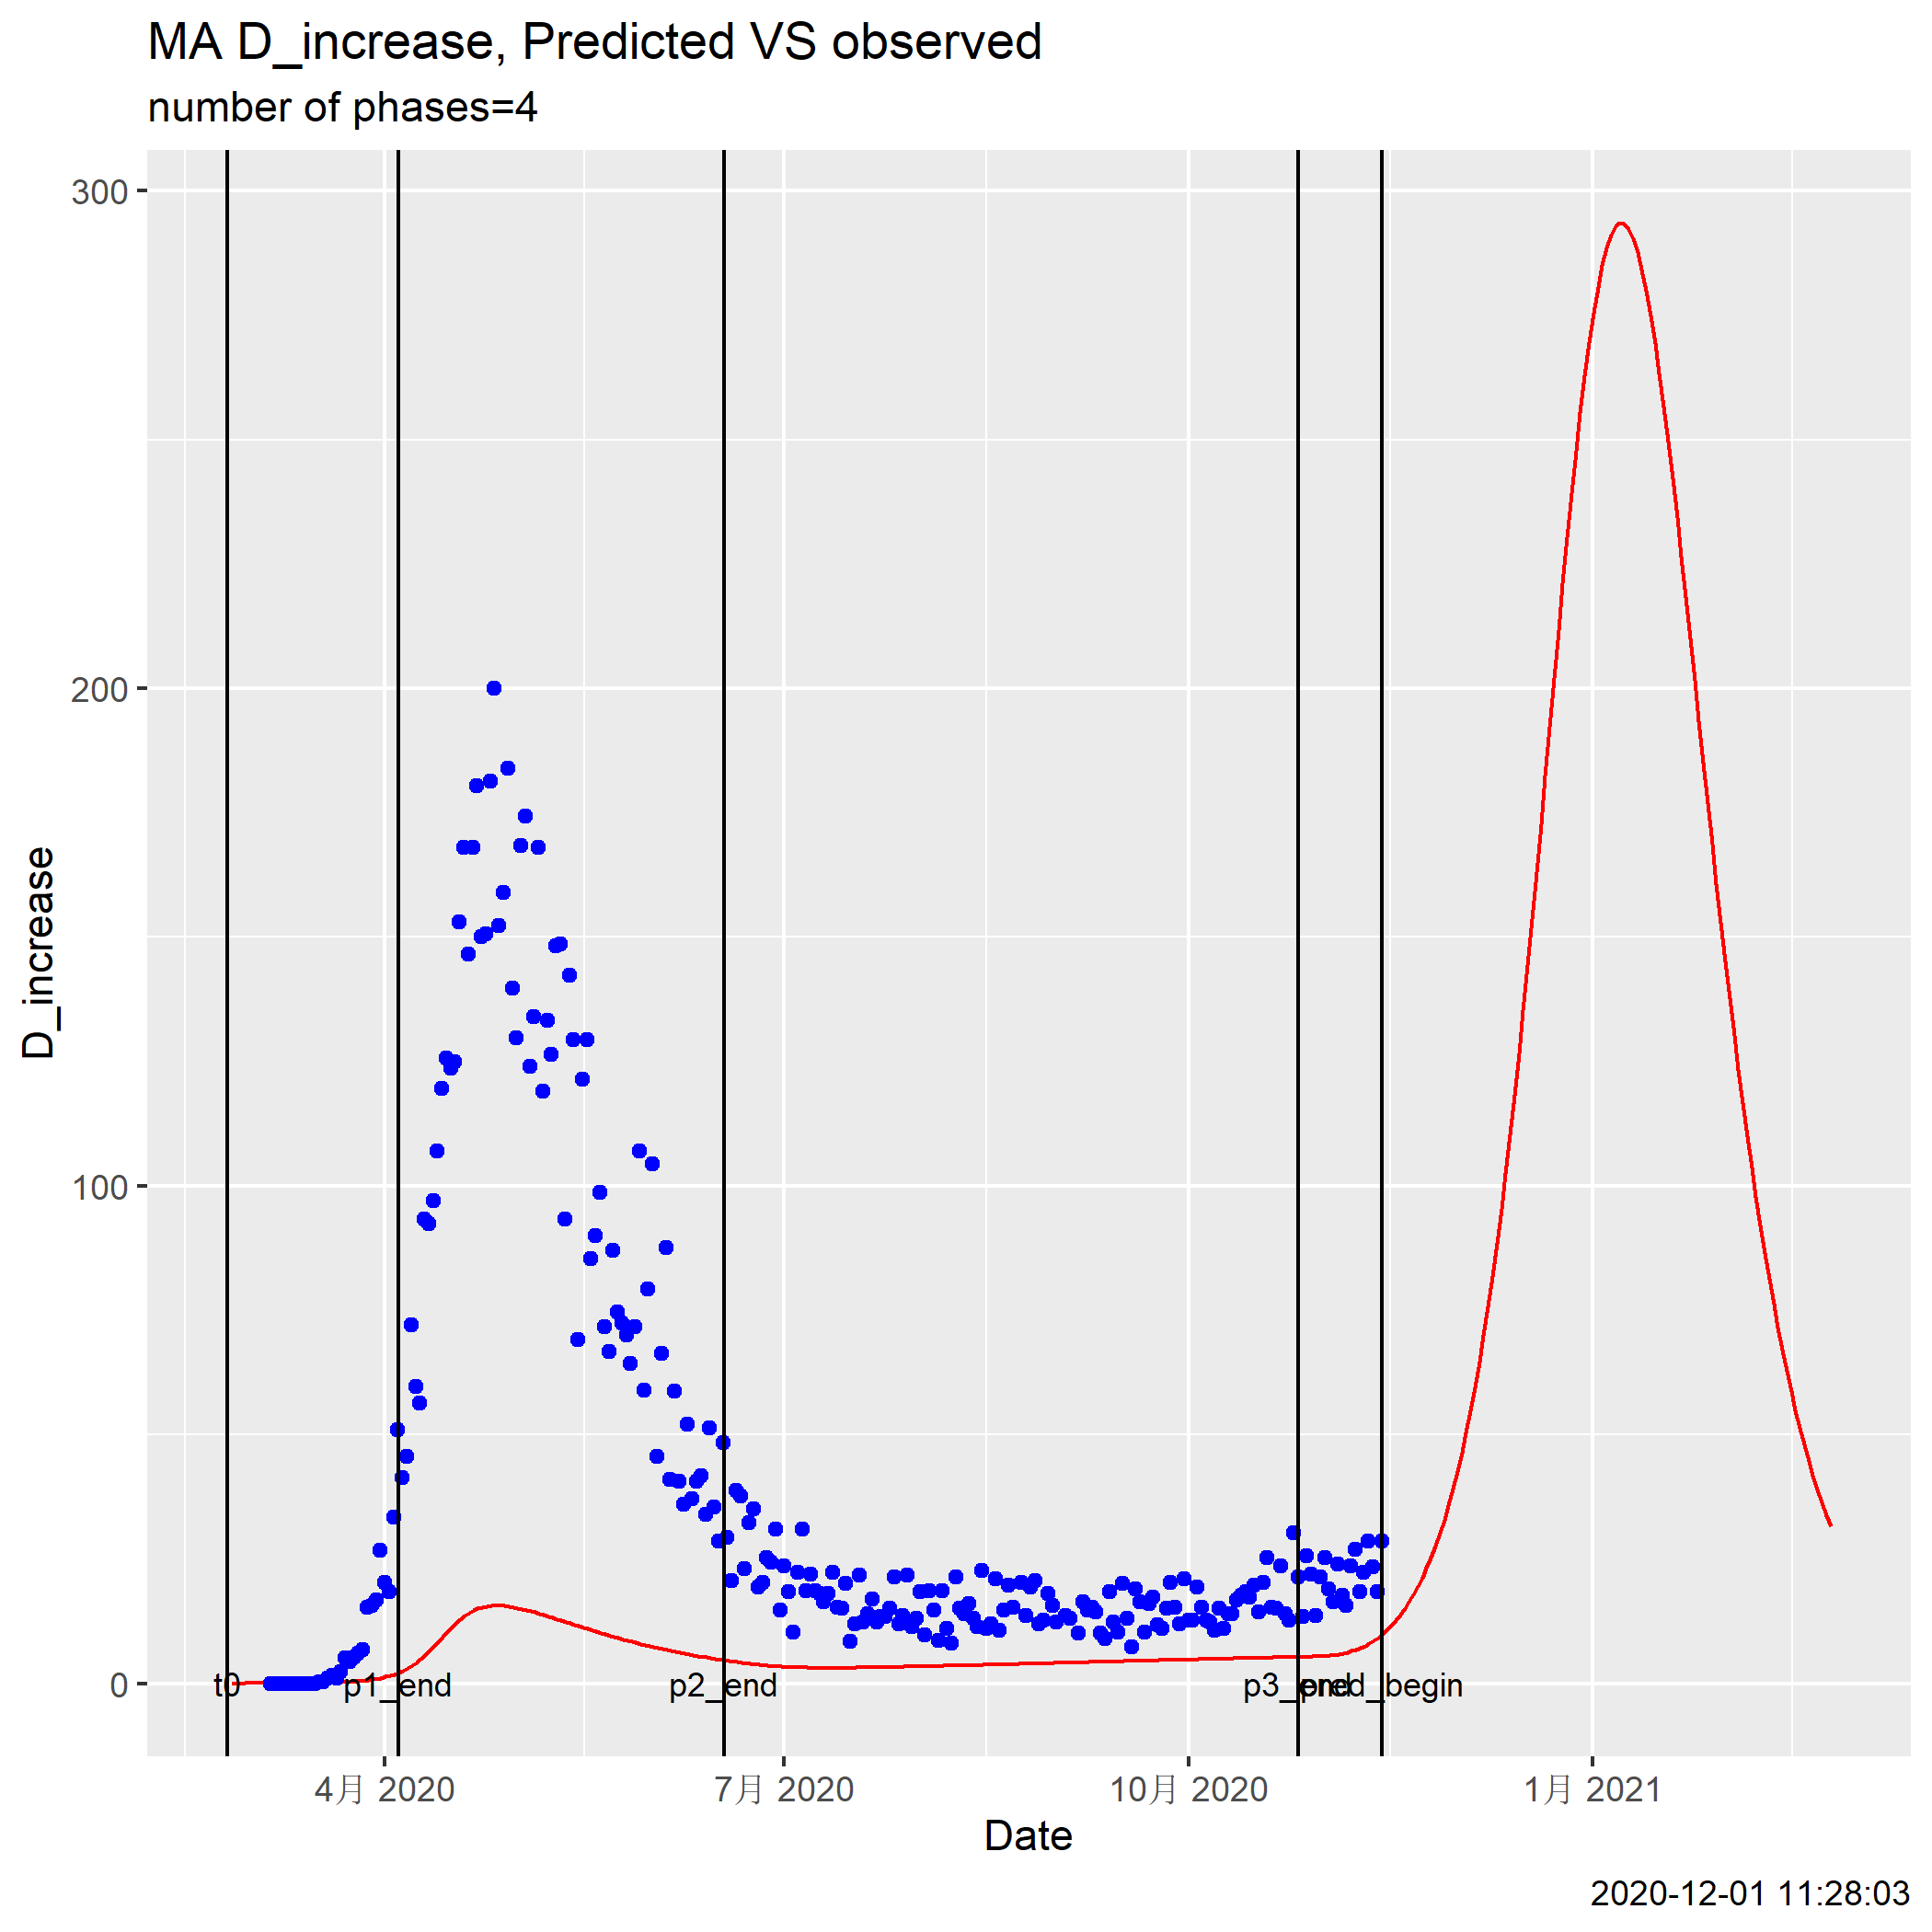 MA D_increase, Predicted VS observed
number of phases=4
300
200
100
0
D_increase
t0
p1_end
p2_end
p3_end
pred_begin
4月 2020
7月 2020
10月 2020
1月 2021
Date
2020-12-01 11:28:03